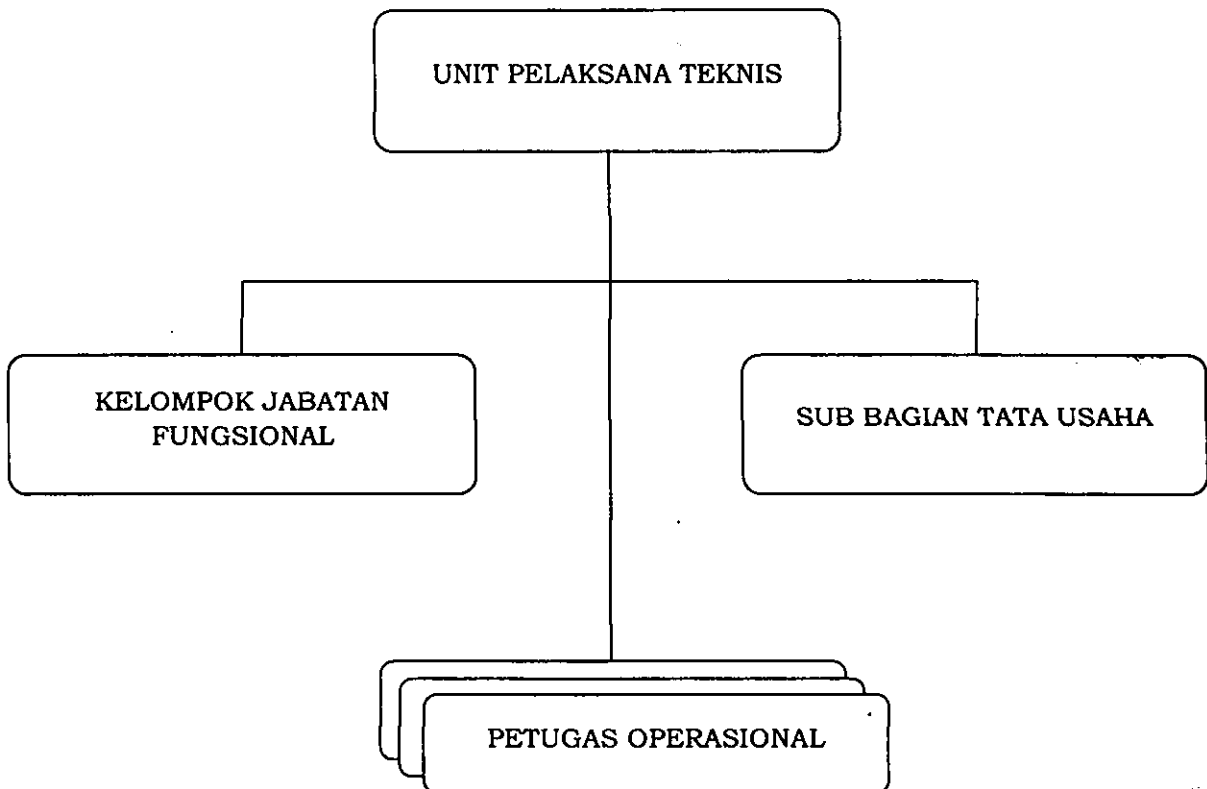 UNIT PELAKSANA TEKNIS
KELOMPOK JABATAN
FUNGSIONAL
SUB BAGIAN TATA USAHA
PETUGAS OPERASIONAL